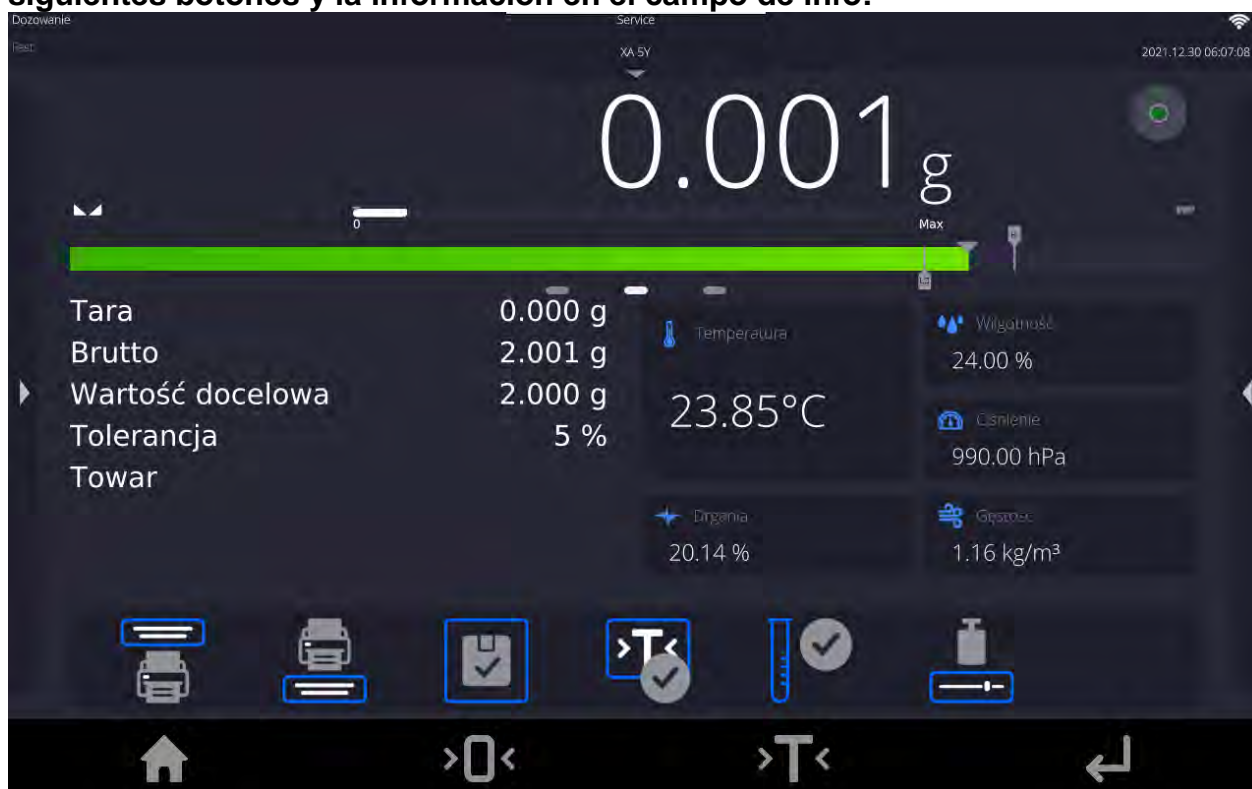 siguientes botones y la información en el campo de info:
Dozowanie
Service
Test
XA 5Y
2021.12.30 06:07:08
0.001 g
0
Max
Tara 0.000 g
Brutto 2.001 g
Wartość docelowa 2.000 g
Tolerancja 5 %
Towar
Temperatura
23.85°C
Wilgotność
24.00 %
Ciśnienie
990.00 hPa
Drgania
20.14 %
Gęstość
1.16 kg/m³
>T<
>0<
>T<